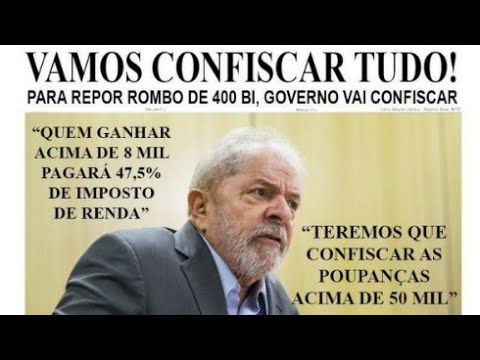 VAMOS CONFISCAR TUDO!
PARA REPOR ROMBO DE 400 BI, GOVERNO VAI CONFISCAR
“QUEM GANHAR
ACIMA DE 8 MIL
PAGARÁ 47,5%
DE IMPOSTO
DE RENDA”
“TEREMOS QUE
CONFISCAR AS
POUPANÇAS
ACIMA DE 50 MIL”